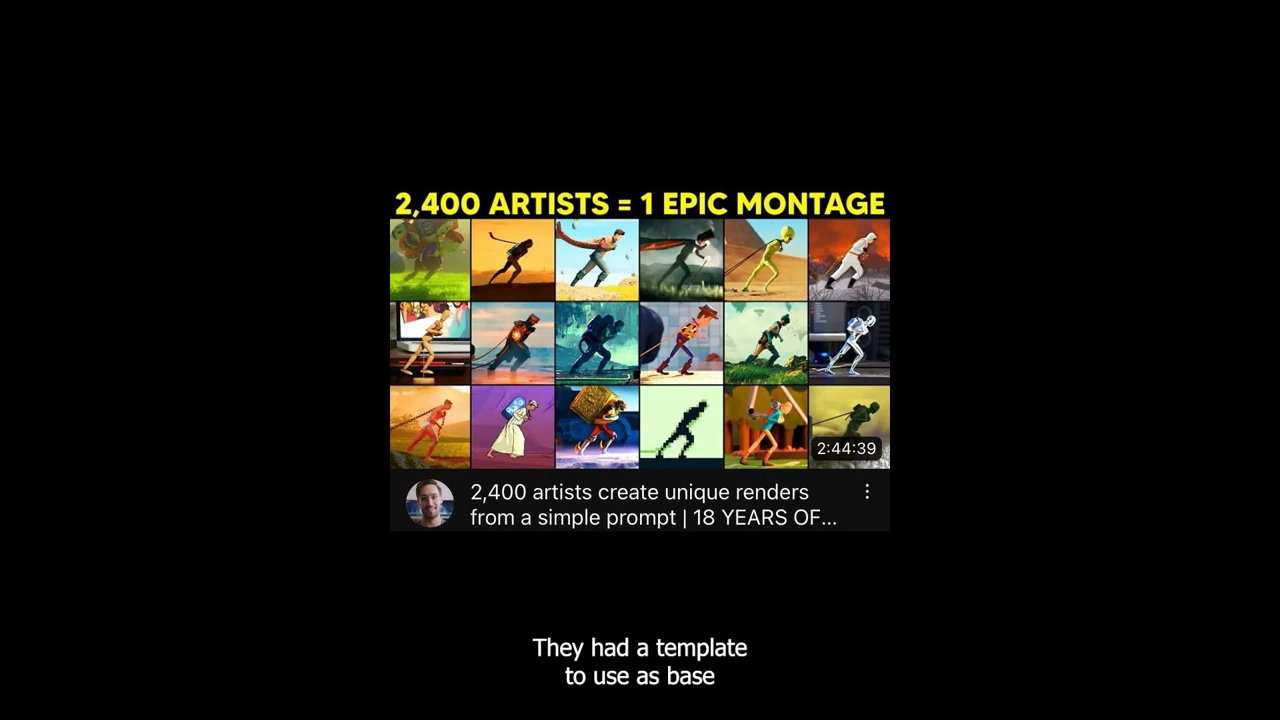 2,400 ARTISTS = 1 EPIC MONTAGE
2:44:39
2,400 artists create unique renders
from a simple prompt | 18 YEARS OF...
They had a template
to use as base